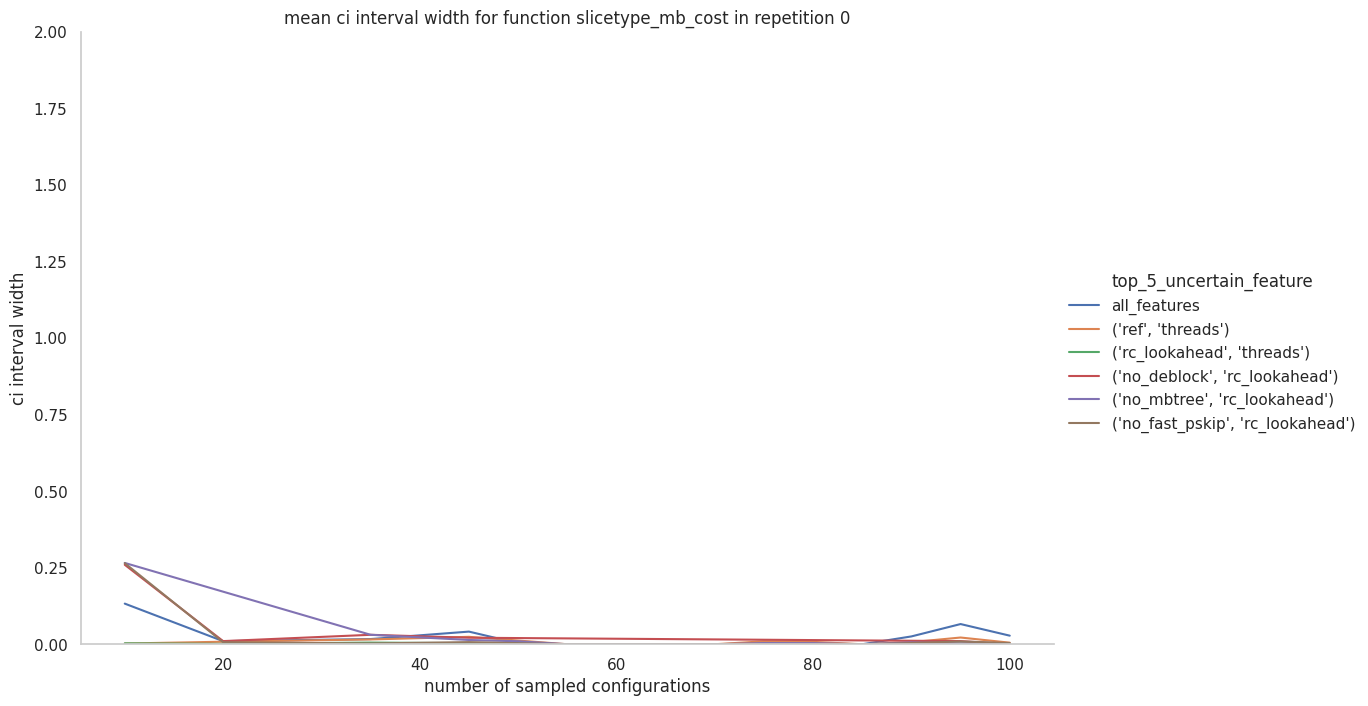 mean ci interval width for function slicetype_mb_cost in repetition 0
2.00
1.75
1.50
1.25
1.00
0.75
0.50
0.25
0.00
ci interval width
20
40
60
80
100
number of sampled configurations
top_5_uncertain_feature
all_features
('ref', 'threads')
('rc_lookahead', 'threads')
('no_deblock', 'rc_lookahead')
('no_mbtree', 'rc_lookahead')
('no_fast_pskip', 'rc_lookahead')